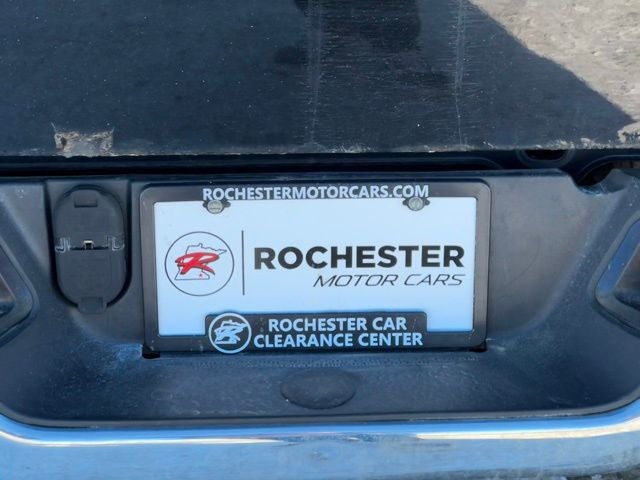 ROCHESTERMOTORCARS.COM
R
ROCHESTER
MOTOR CARS
R
ROCHESTER CAR
CLEARANCE CENTER